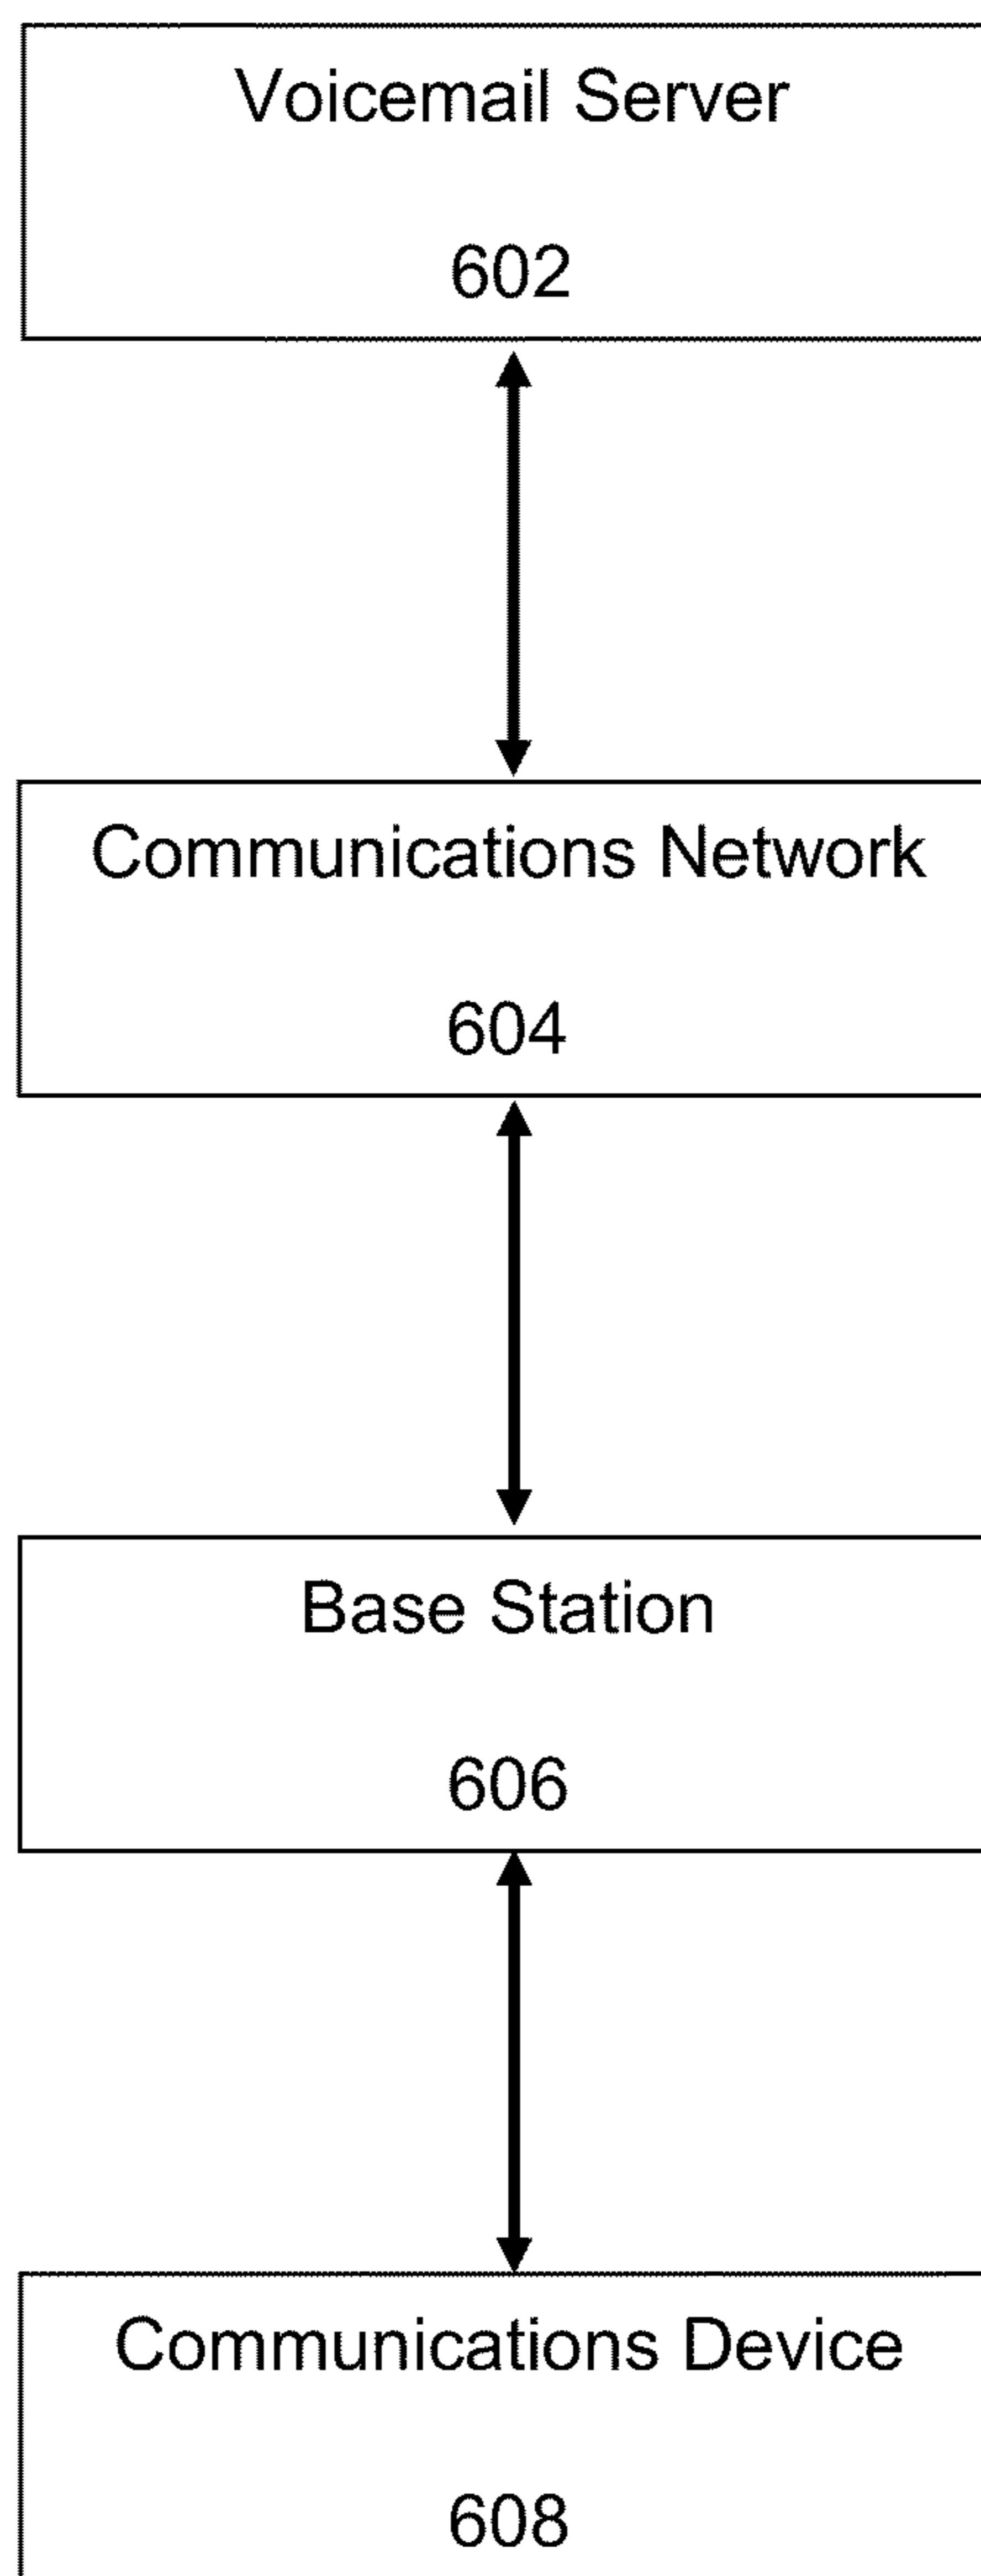 Voicemail Server
602
Communications Network
604
Base Station
606
Communications Device
608